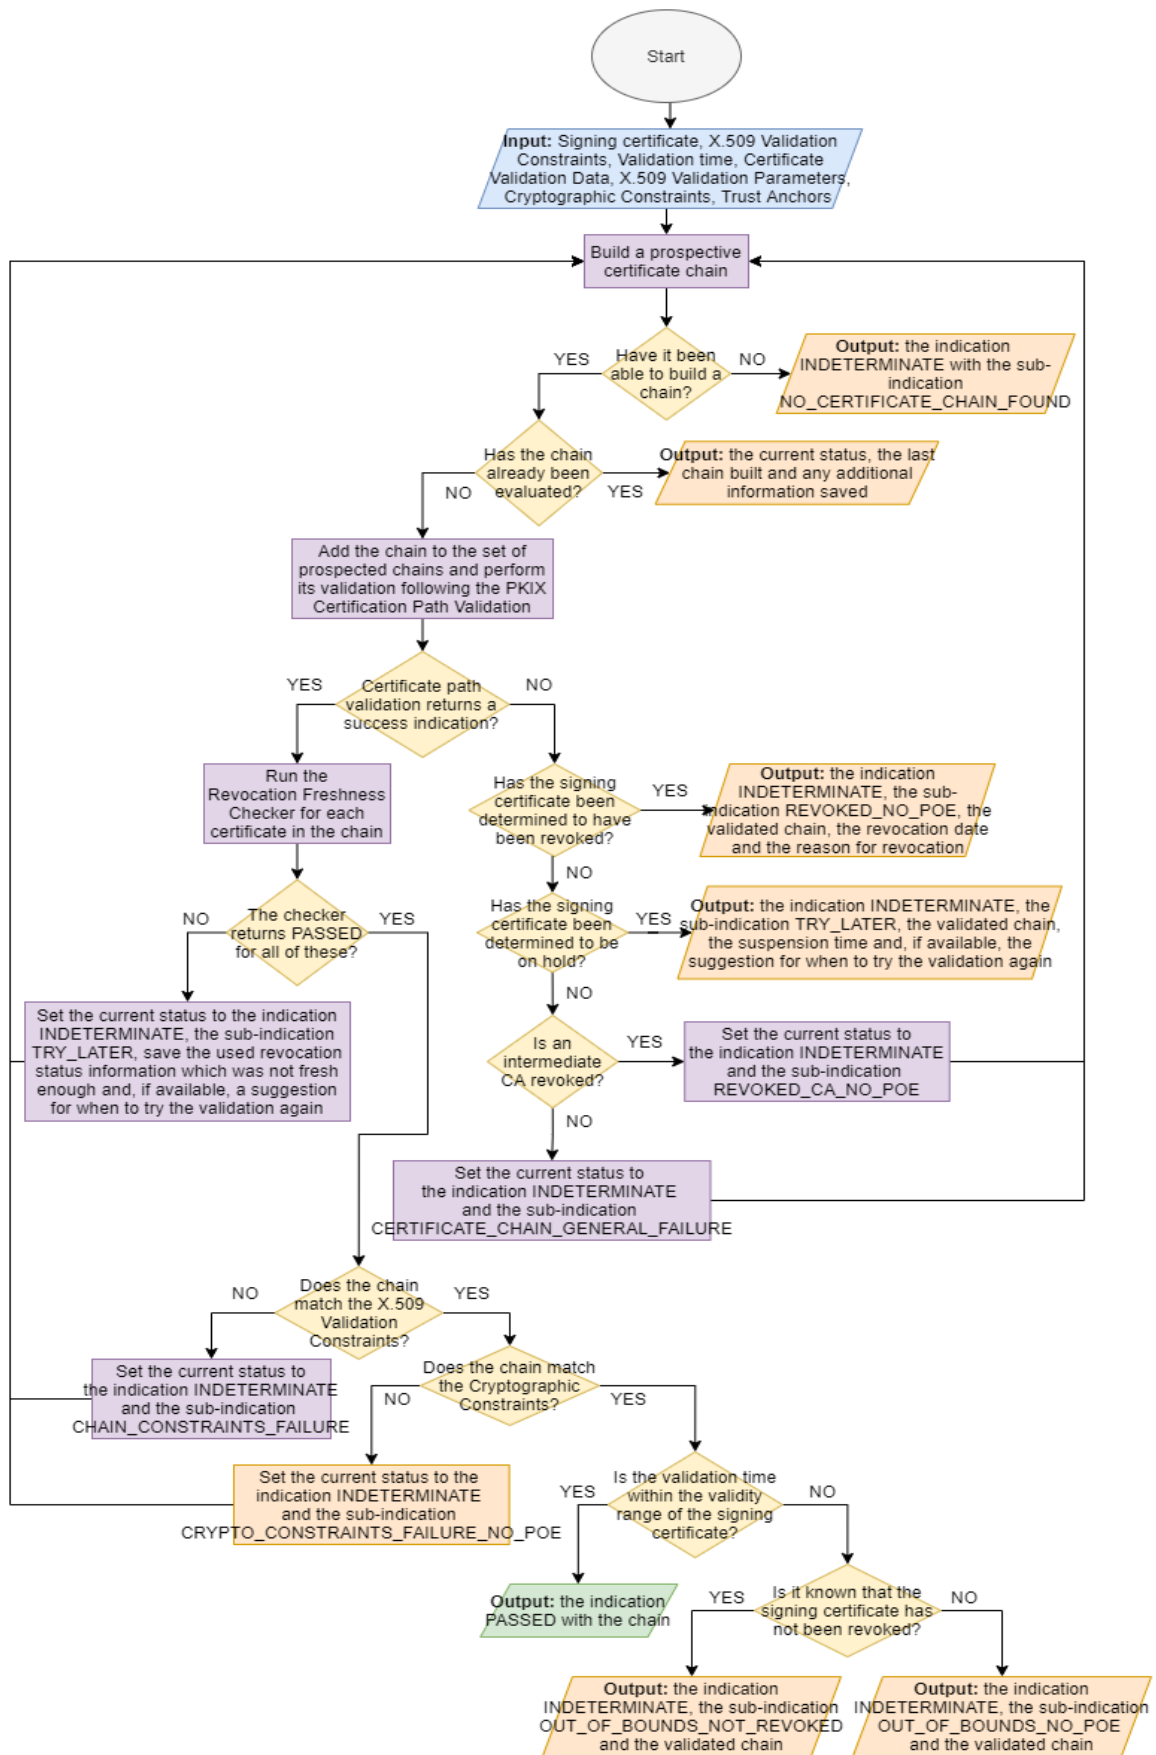 Start
Input: Signing certificate, X.509 Validation
Constraints, Validation time, Certificate
Validation Data, X.509 Validation Parameters,
Cryptographic Constraints, Trust Anchors
Build a prospective
certificate chain
YES
Have it been
able to build a
chain?
NO
Output: the indication
INDETERMINATE with the sub-
indication
NO_CERTIFICATE_CHAIN_FOUND
Has the chain
already been
evaluated?
NO
YES
Output: the current status, the last
chain built and any additional
information saved
Add the chain to the set of
prospected chains and perform
its validation following the PKIX
Certification Path Validation
YES
Certificate path
validation returns a
success indication?
NO
Run the
Revocation Freshness
Checker for each
certificate in the chain
Has the signing
certificate been
determined to have
been revoked?
YES
Output: the indication
INDETERMINATE, the sub-
indication REVOKED_NO_POE, the
validated chain, the revocation date
and the reason for revocation
NO
NO
The checker
returns PASSED
for all of these?
YES
Has the signing
certificate been
determined to be
on hold?
YES
Output: the indication INDETERMINATE, the
sub-indication TRY_LATER, the validated chain,
the suspension time and, if available, the
suggestion for when to try the validation again
NO
Set the current status to the indication
INDETERMINATE, the sub-indication
TRY_LATER, save the used revocation
status information which was not fresh
enough and, if available, a suggestion
for when to try the validation again
Is an
intermediate
CA revoked?
YES
Set the current status to
the indication INDETERMINATE
and the sub-indication
REVOKED_CA_NO_POE
NO
Set the current status to
the indication INDETERMINATE
and the sub-indication
CERTIFICATE_CHAIN_GENERAL_FAILURE
NO
Does the chain
match the X.509
Validation
Constraints?
YES
Set the current status to
the indication INDETERMINATE
and the sub-indication
CHAIN_CONSTRAINTS_FAILURE
Does the chain match
the Cryptographic
Constraints?
NO
YES
Set the current status to the
indication INDETERMINATE
and the sub-indication
CRYPTO_CONSTRAINTS_FAILURE_NO_POE
YES
Is the validation time
within the validity
range of the signing
certificate?
NO
Output: the indication
PASSED with the chain
YES
Is it known that the
signing certificate has
not been revoked?
NO
Output: the indication
INDETERMINATE, the sub-indication
OUT_OF_BOUNDS_NOT_REVOKED
and the validated chain
Output: the indication
INDETERMINATE, the sub-indication
OUT_OF_BOUNDS_NO_POE
and the validated chain